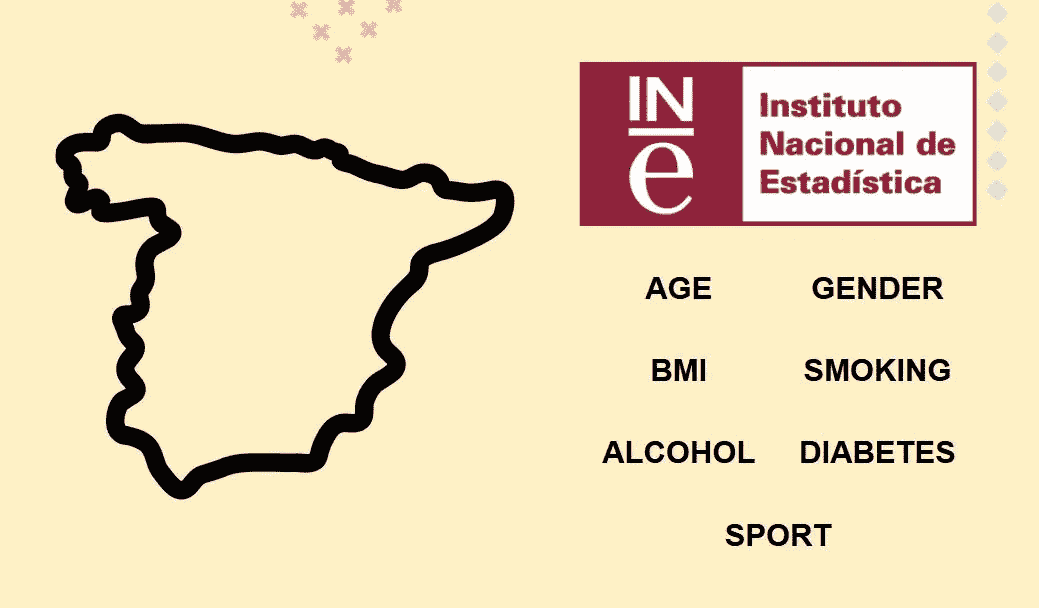 INe
Instituto
Nacional de
Estadística
AGE GENDER
BMI SMOKING
ALCOHOL DIABETES
SPORT